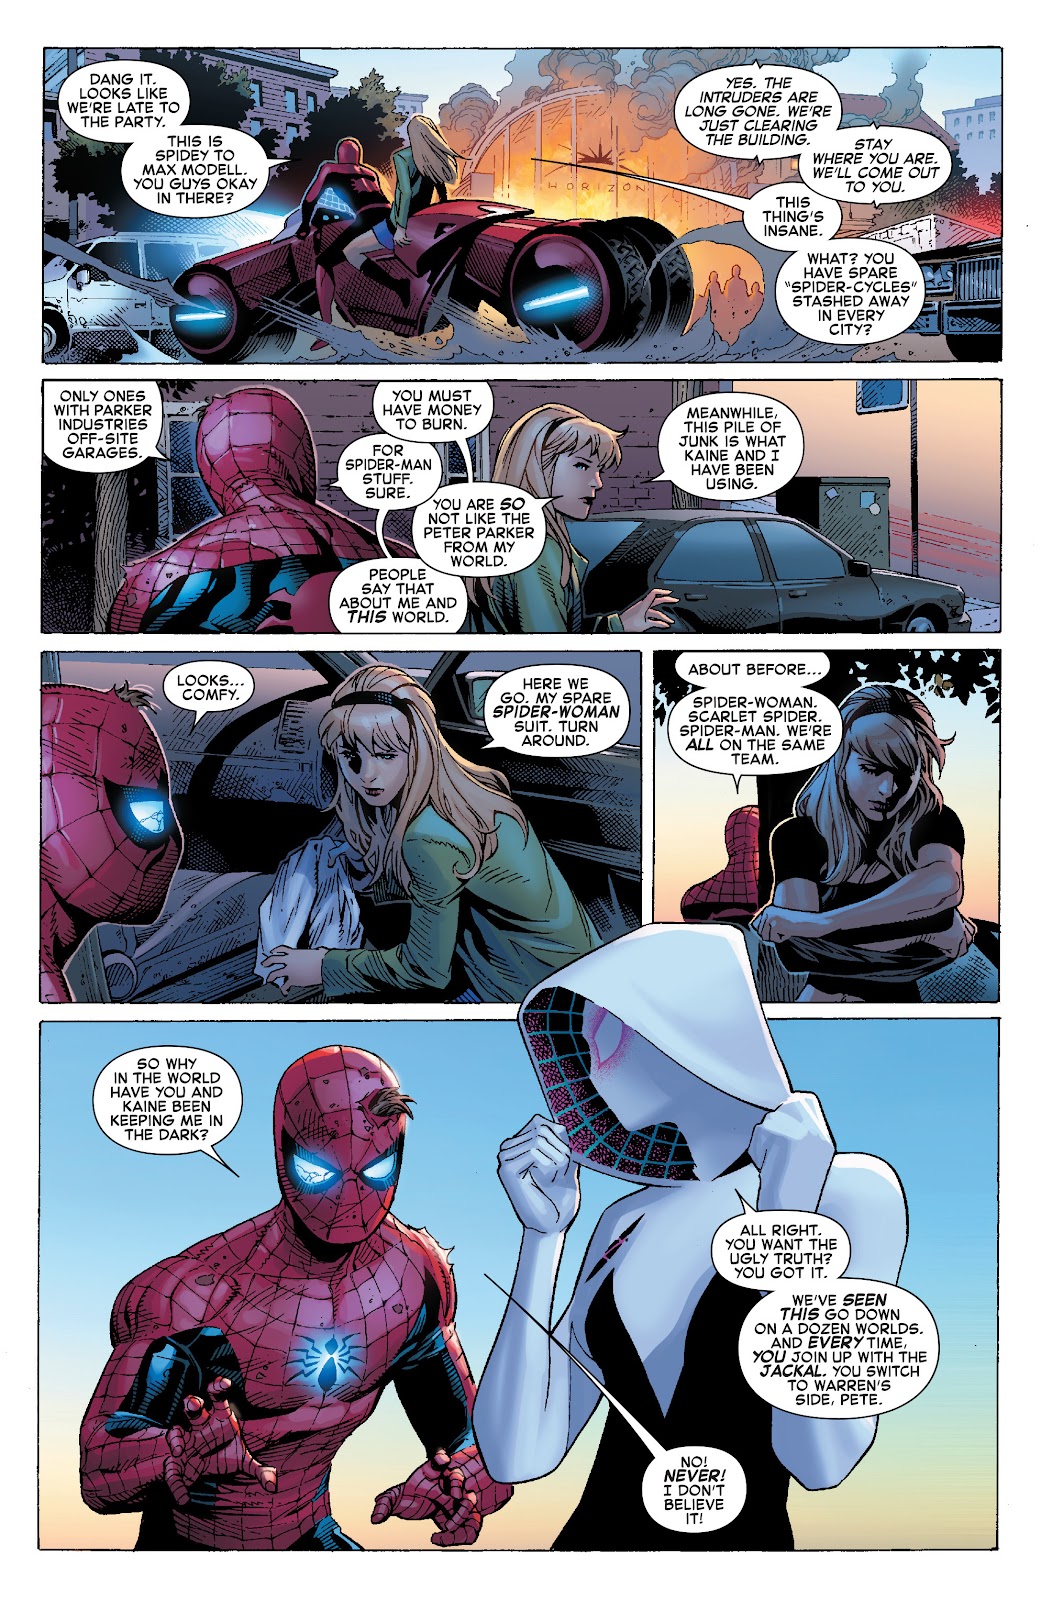 DANG IT.
LOOKS LIKE
WE'RE LATE TO
THE PARTY.
THIS IS
SPIDEY TO
MAX MODELL.
YOU GUYS OKAY
IN THERE?
YES. THE
INTRUDERS ARE
LONG GONE. WE'RE
JUST CLEARING
THE BUILDING.
STAY
WHERE YOU ARE.
WE'LL COME OUT
TO YOU.
HORIZON
THIS
THING'S
INSANE.
WHAT? YOU
HAVE SPARE
"SPIDER-CYCLES"
STASHED AWAY
IN EVERY
CITY?
ONLY ONES
WITH PARKER
INDUSTRIES
OFF-SITE
GARAGES.
YOU MUST
HAVE MONEY
TO BURN.
FOR
SPIDER-MAN
STUFF.
SURE.
YOU ARE SO
NOT LIKE THE
PETER PARKER
FROM MY
WORLD.
PEOPLE
SAY THAT
ABOUT ME AND
THIS WORLD.
MEANWHILE,
THIS PILE OF
JUNK IS WHAT
KAINE AND I
HAVE BEEN
USING.
LOOKS...
COMFY.
HERE WE
GO. MY SPARE
SPIDER-WOMAN
SUIT. TURN
AROUND.
ABOUT BEFORE...
SPIDER-WOMAN.
SCARLET SPIDER.
SPIDER-MAN. WE'RE
ALL ON THE SAME
TEAM.
SO WHY
IN THE WORLD
HAVE YOU AND
KAINE BEEN
KEEPING ME IN
THE DARK?
ALL RIGHT.
YOU WANT THE
UGLY TRUTH?
YOU GOT IT.
WE'VE SEEN
THIS GO DOWN
ON A DOZEN WORLDS.
AND EVERY TIME,
YOU JOIN UP WITH THE
JACKAL. YOU SWITCH
TO WARREN'S
SIDE, PETE.
NO!
NEVER!
I DON'T
BELIEVE
IT!